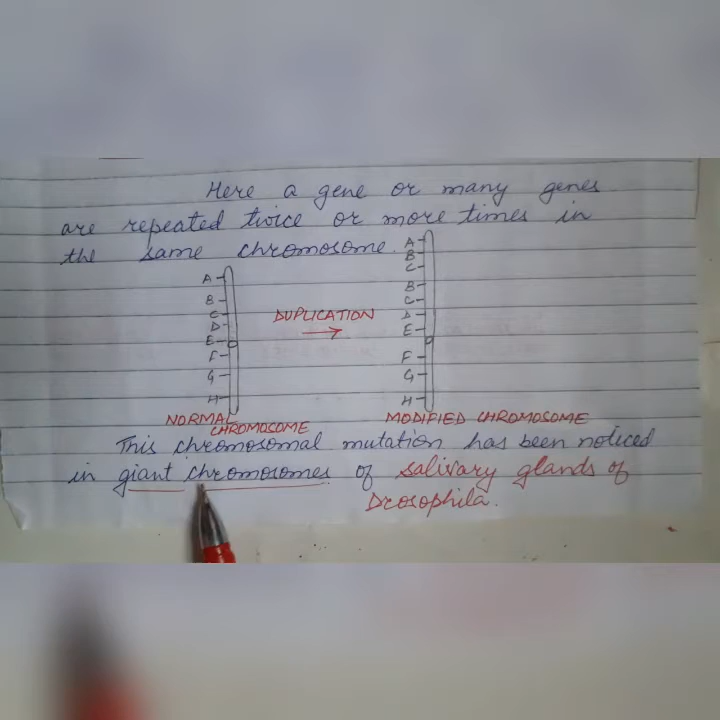 Here a gene or many genes
are repeated twice or more times in
the same chromosome.
A
B
C
D
E
F
G
H
DUPLICATION
A
B
C
B
C
D
E
F
G
H
NORMAL CHROMOSOME
MODIFIED CHROMOSOME
This chromosomal mutation has been noticed
in giant chromosomes of salivary glands of
Drosophila.